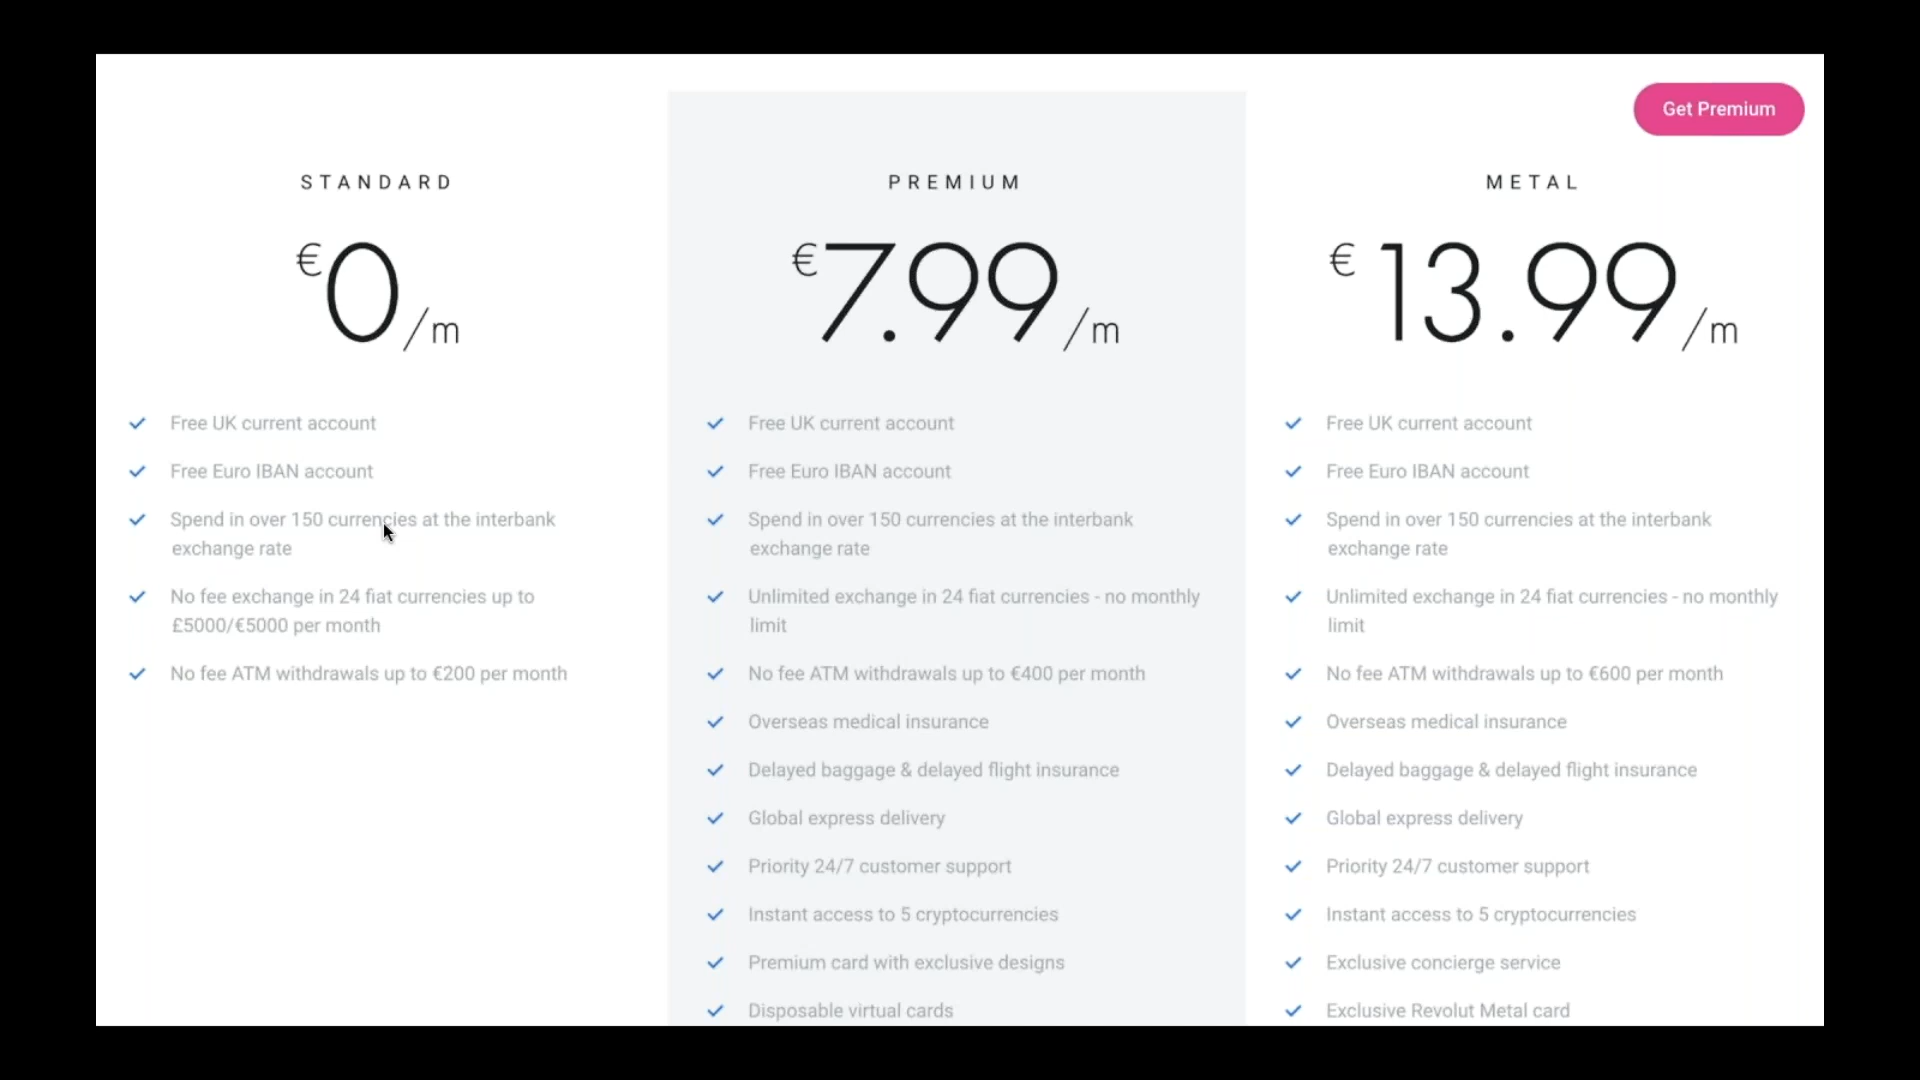 Get Premium
STANDARD
€0/m
Free UK current account
Free Euro IBAN account
Spend in over 150 currencies at the interbank
exchange rate
No fee exchange in 24 fiat currencies up to
£5000/€5000 per month
No fee ATM withdrawals up to €200 per month
PREMIUM
€7.99/m
Free UK current account
Free Euro IBAN account
Spend in over 150 currencies at the interbank
exchange rate
Unlimited exchange in 24 fiat currencies - no monthly
limit
No fee ATM withdrawals up to €400 per month
Overseas medical insurance
Delayed baggage & delayed flight insurance
Global express delivery
Priority 24/7 customer support
Instant access to 5 cryptocurrencies
Premium card with exclusive designs
Disposable virtual cards
METAL
€13.99/m
Free UK current account
Free Euro IBAN account
Spend in over 150 currencies at the interbank
exchange rate
Unlimited exchange in 24 fiat currencies - no monthly
limit
No fee ATM withdrawals up to €600 per month
Overseas medical insurance
Delayed baggage & delayed flight insurance
Global express delivery
Priority 24/7 customer support
Instant access to 5 cryptocurrencies
Exclusive concierge service
Exclusive Revolut Metal card